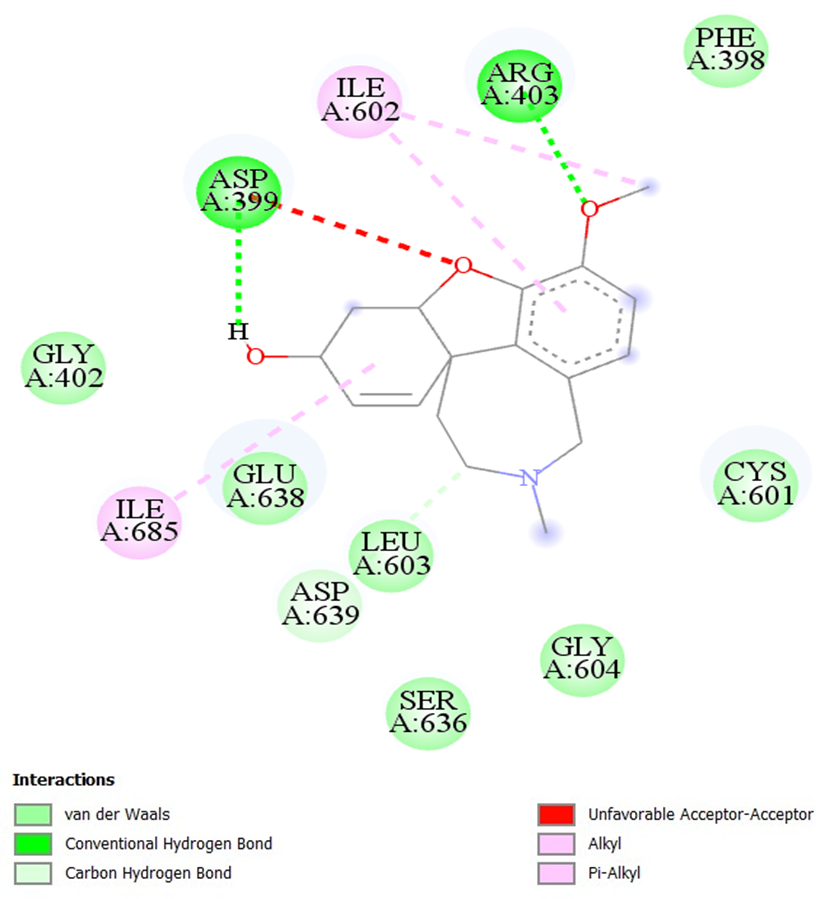 PHE
A:398
ARG
A:403
ILE
A:602
ASP
A:399
O
O
H
O
GLY
A:402
GLU
A:638
N
CYS
A:601
ILE
A:685
LEU
A:603
ASP
A:639
GLY
A:604
SER
A:636
Interactions
van der Waals
Conventional Hydrogen Bond
Carbon Hydrogen Bond
Unfavorable Acceptor-Acceptor
Alkyl
Pi-Alkyl